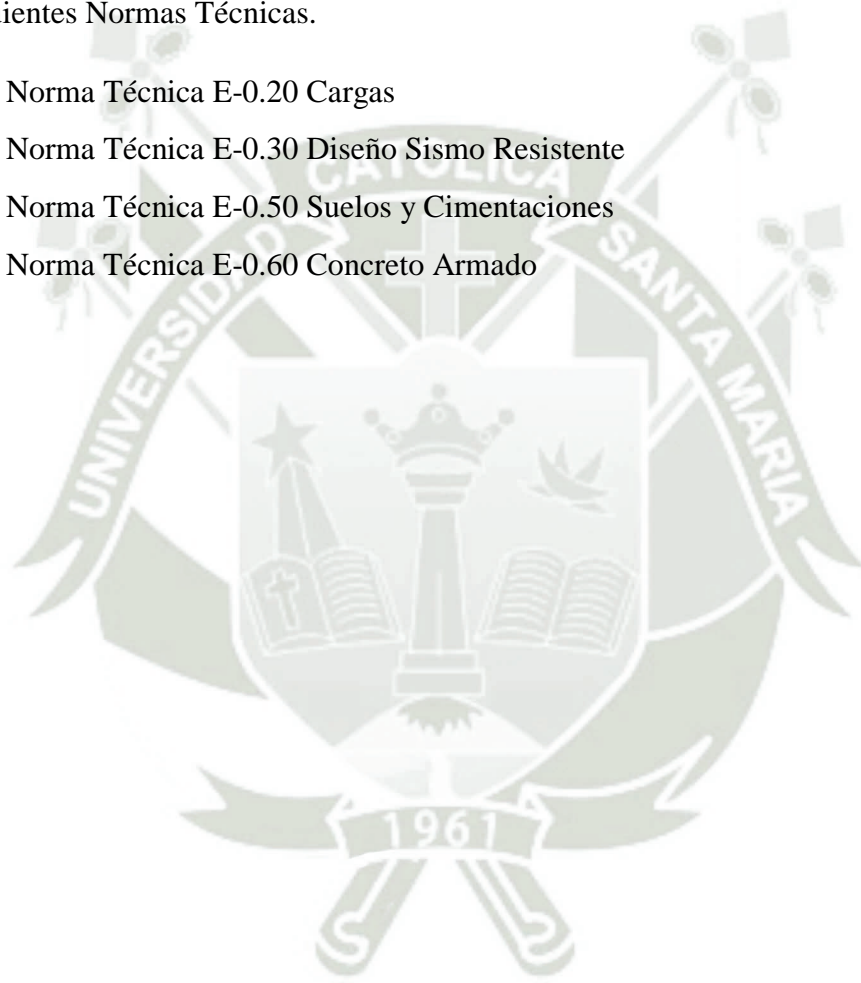 dientes Normas Técnicas.
Norma Técnica E-0.20 Cargas
Norma Técnica E-0.30 Diseño Sismo Resistente
Norma Técnica E-0.50 Suelos y Cimentaciones
Norma Técnica E-0.60 Concreto Armado
UNIVERSIDAD CATOLICA SANTA MARIA
1961